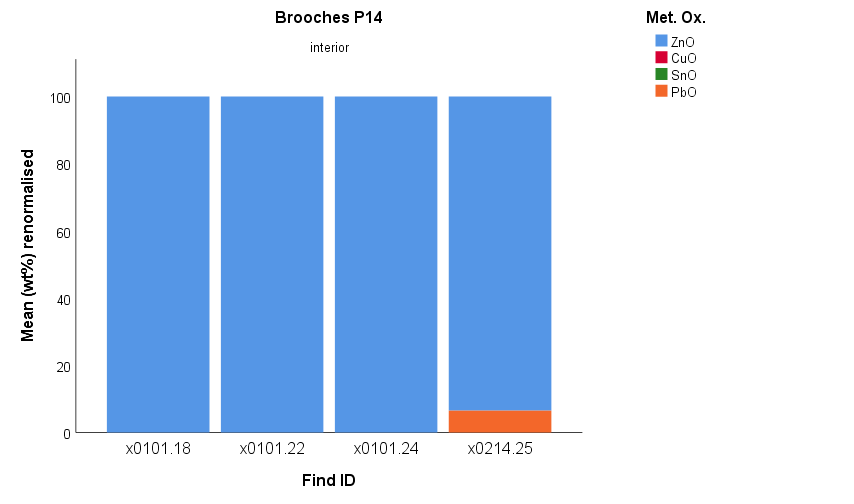 Brooches P14
interior
Met. Ox.
ZnO
CuO
SnO
PbO
Mean (wt%) renormalised
100
80
60
40
20
0
x0101.18 x0101.22 x0101.24 x0214.25
Find ID